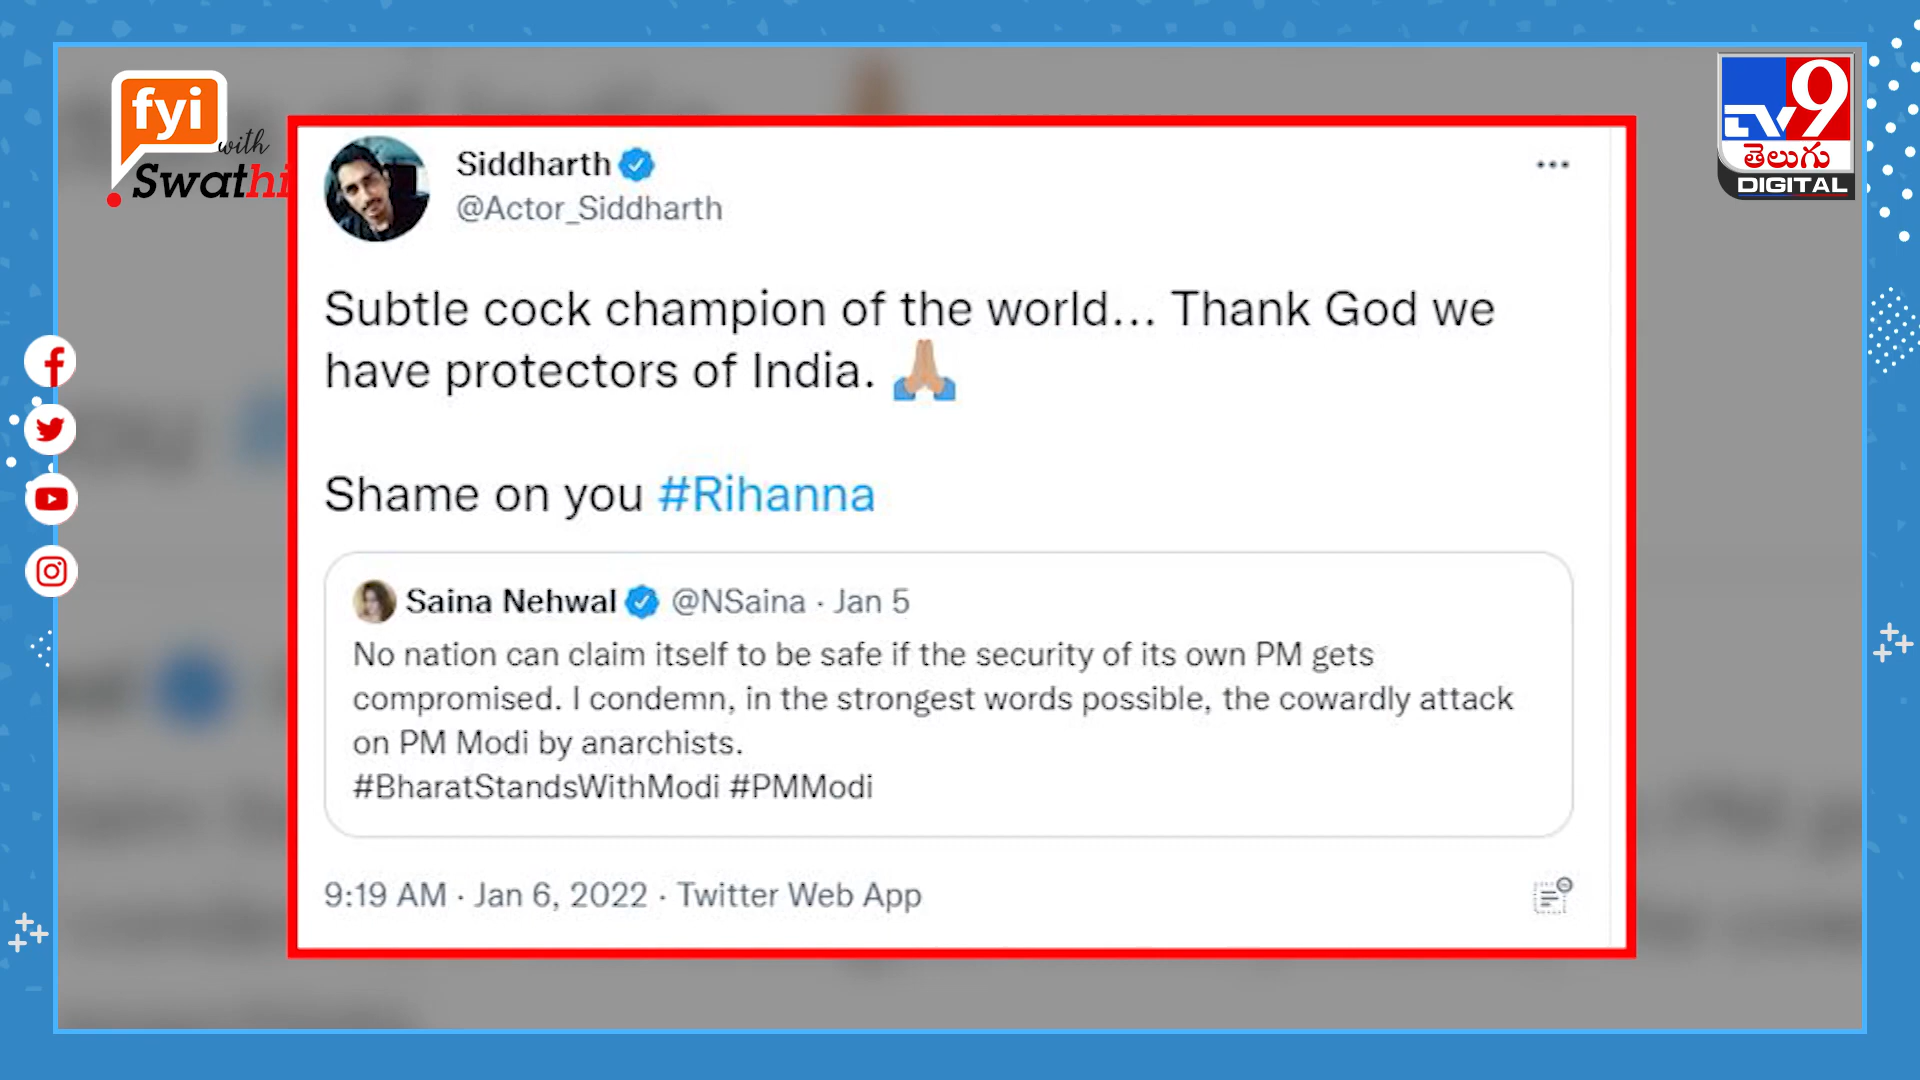 fyi
with
Swathi
TV9
తెలుగు
DIGITAL
Siddharth
@Actor_Siddharth
Subtle cock champion of the world... Thank God we
have protectors of India. 🙏🏽
Shame on you #Rihanna
Saina Nehwal @NSaina · Jan 5
No nation can claim itself to be safe if the security of its own PM gets
compromised. I condemn, in the strongest words possible, the cowardly attack
on PM Modi by anarchists.
#BharatStandsWithModi #PMModi
9:19 AM · Jan 6, 2022 · Twitter Web App